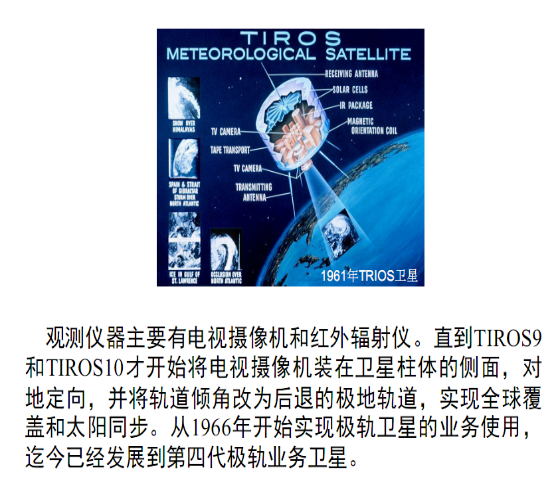 TIROS
METEOROLOGICAL SATELLITE
RECEIVING ANTENNA
SOLAR CELLS
IR PACKAGE
MAGNETIC
ORIENTATION COIL
TV CAMERA
TAPE TRANSPORT
TV CAMERA
TRANSMITTING
ANTENNA
SNOW OVER
HIMALAYAS
SPAIN & STRAIT
OF GIBRALTAR
STORM OVER
NORTH ATLANTIC
ICE IN GULF OF
ST. LAWRENCE
OCCLUSION OVER
NORTH ATLANTIC
1961年TRIOS卫星
观测仪器主要有电视摄像机和红外辐射仪。直到TIROS9
和TIROS10才开始将电视摄像机装在卫星柱体的侧面，对
地定向，并将轨道倾角改为后退的极地轨道，实现全球覆
盖和太阳同步。从1966年开始实现极轨卫星的业务使用，
迄今已经发展到第四代极轨业务卫星。